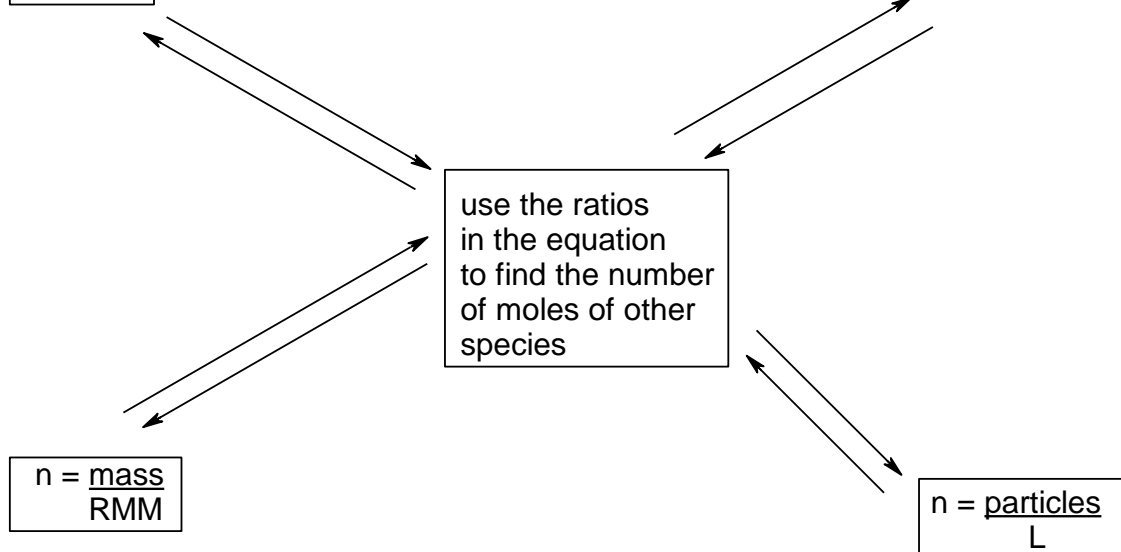 use the ratios
in the equation
to find the number
of moles of other
species
n = mass
RMM
n = particles
L